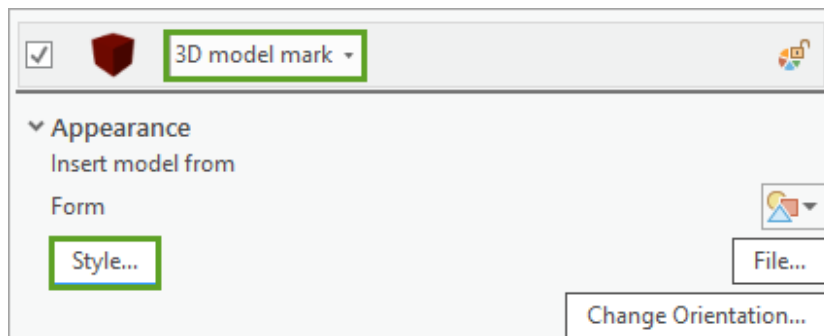 3D model mark
Appearance
Insert model from
Form
Style...
File...
Change Orientation...